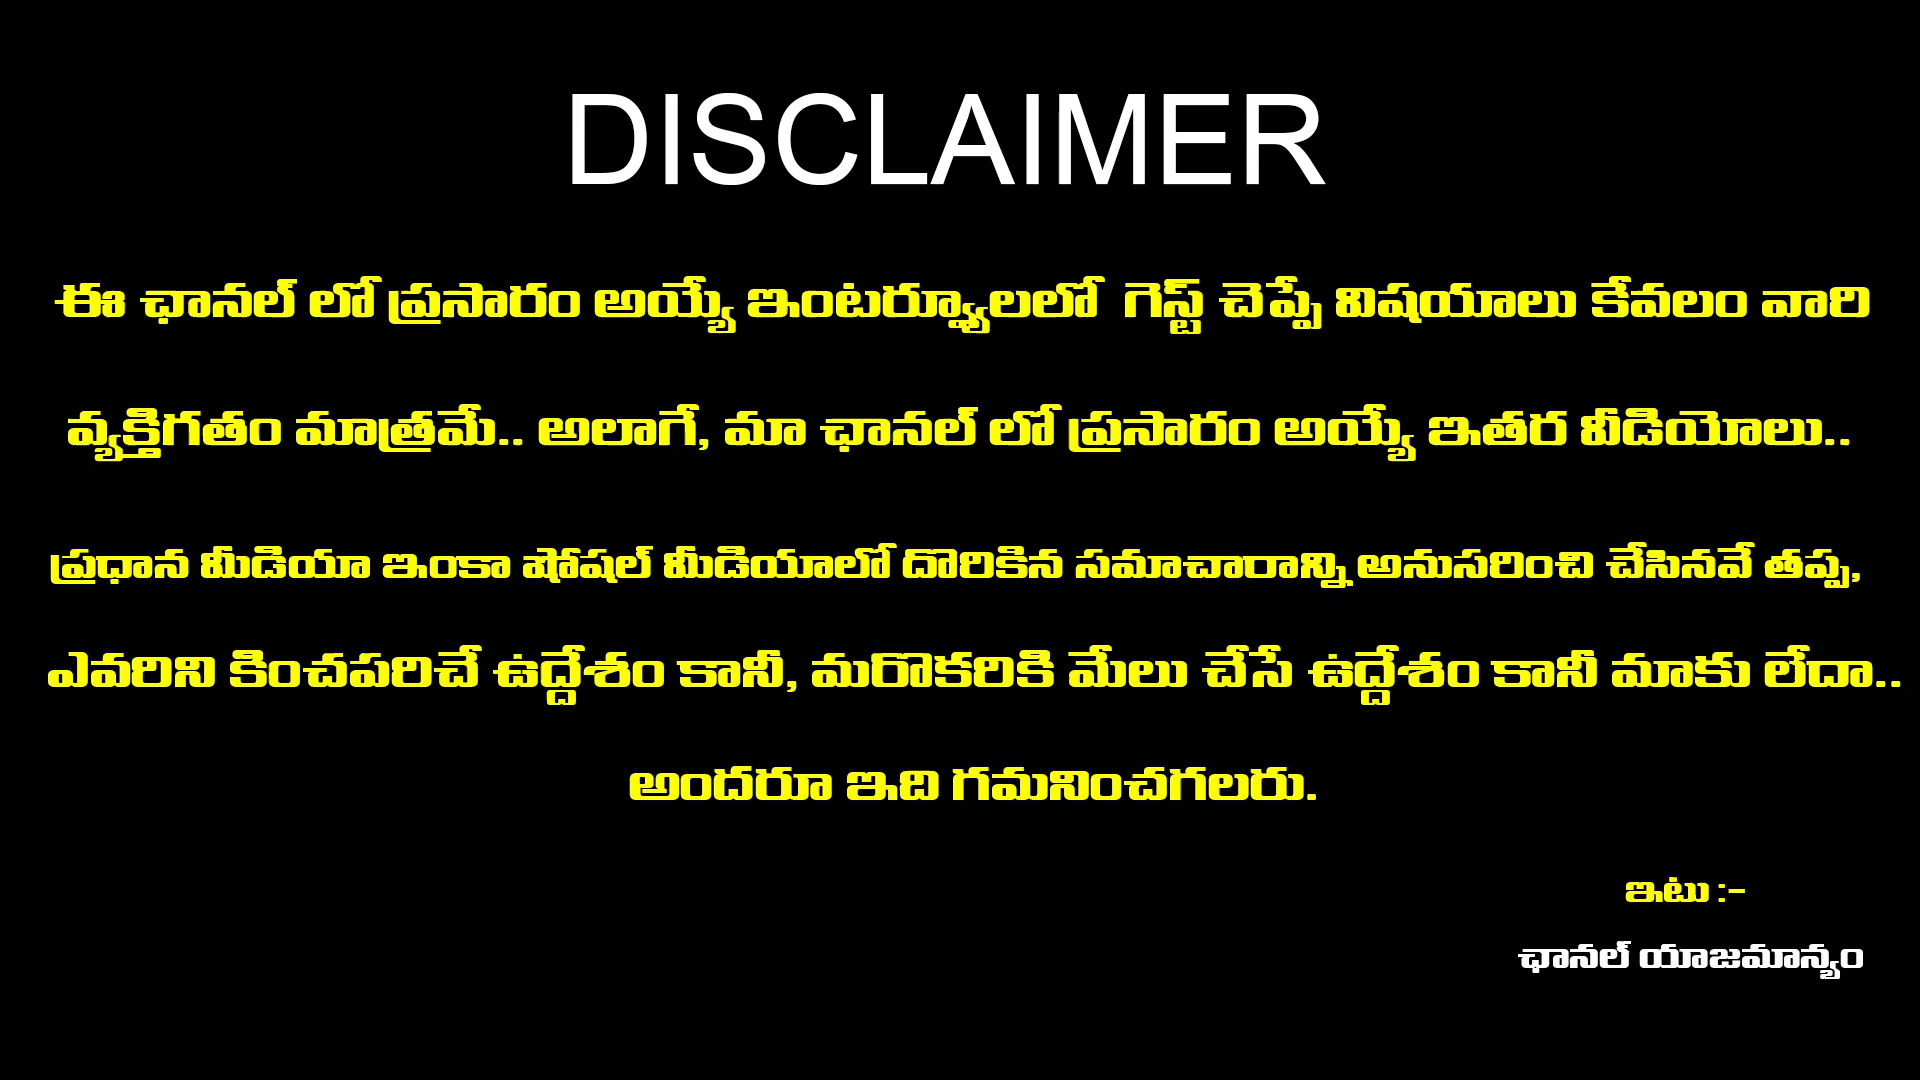 DISCLAIMER
ఈ ఛానల్ లో ప్రసారం అయ్యే ఇంటర్వ్యూలలో గెస్ట్ చెప్పే విషయాలు కేవలం వారి
వ్యక్తిగతం మాత్రమే.. అలాగే, మా ఛానల్ లో ప్రసారం అయ్యే ఇతర వీడియోలు..
ప్రధాన మీడియా ఇంకా షోషల్ మీడియాలో దొరికిన సమాచారాన్ని అనుసరించి చేసినవే తప్ప,
ఎవరిని కించపరిచే ఉద్దేశం కానీ, మరొకరికి మేలు చేసే ఉద్దేశం కానీ మాకు లేదా..
అందరూ ఇది గమనించగలరు.
ఇటు :-
ఛానల్ యాజమాన్యం